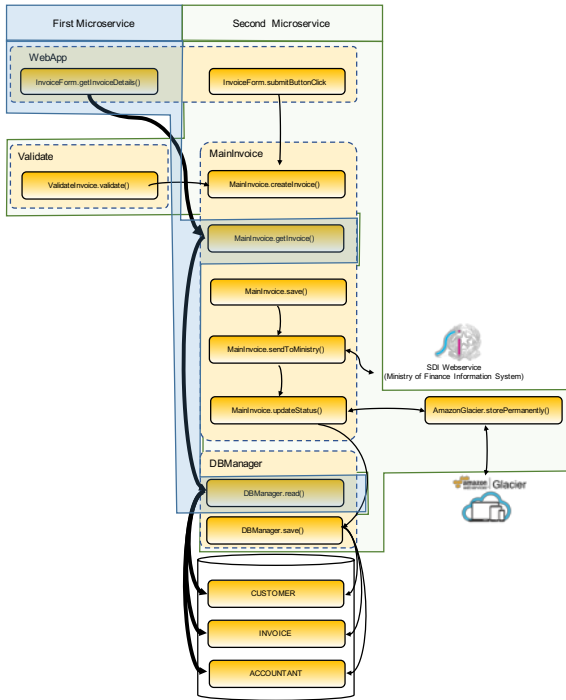 First Microservice
Second Microservice
WebApp
InvoiceForm.getInvoiceDetails()
InvoiceForm.submitButtonClick
Validate
MainInvoice
ValidateInvoice.validate()
MainInvoice.createInvoice()
MainInvoice.getInvoice()
MainInvoice.save()
MainInvoice.sendToMinistry()
SDI Webservice
(Ministry of Finance Information System)
MainInvoice.updateStatus()
AmazonGlacier.storePermanently()
DBManager
amazon
Glacier
DBManager.read()
DBManager.save()
CUSTOMER
INVOICE
ACCOUNTANT